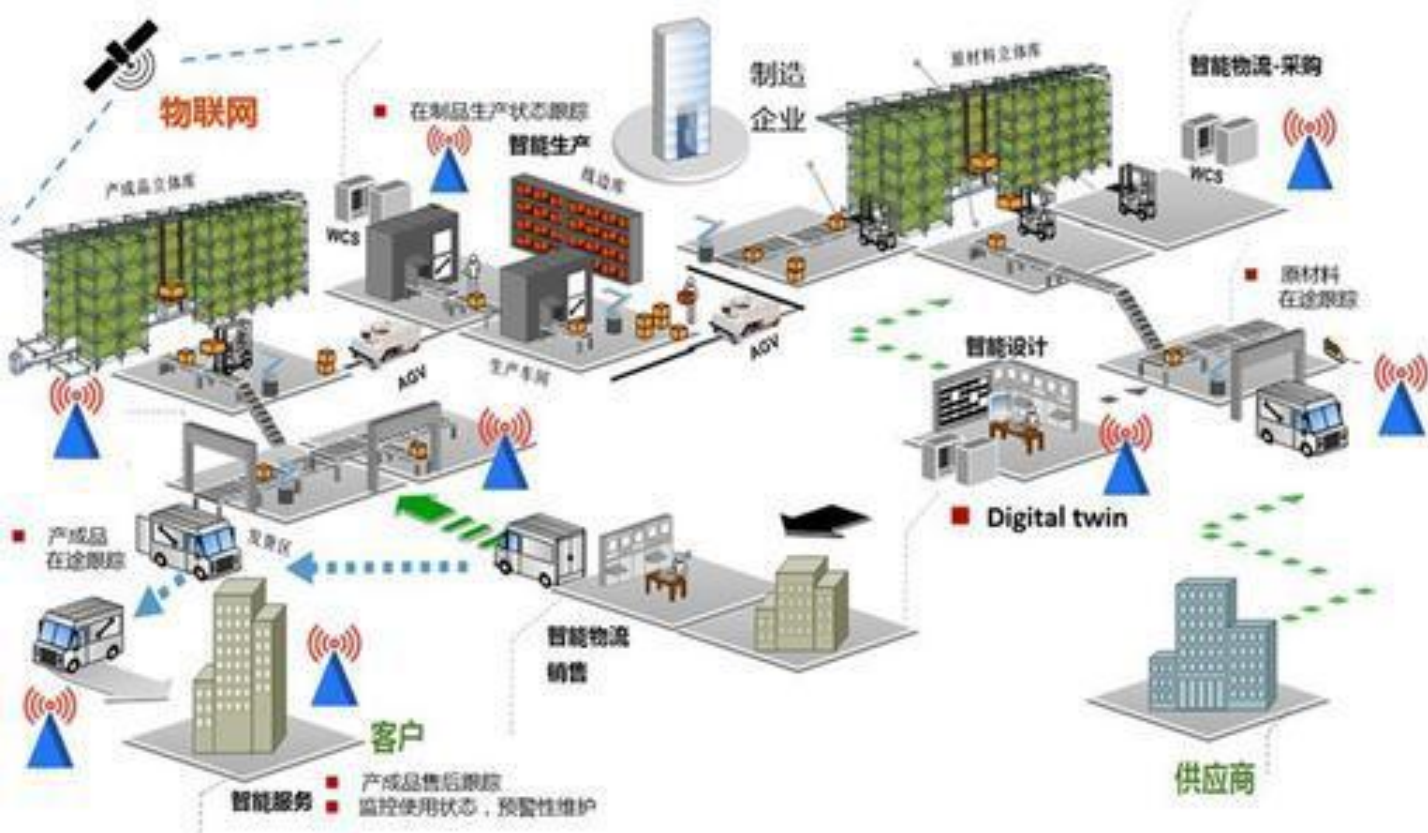 物联网
在制品生产状态跟踪
智能生产
制造
企业
原材料立体库
智能物流-采购
WCS
产成品立体库
WCS
线边库
原材料
在途跟踪
AGV
生产车间
AGV
智能设计
Digital twin
产成品
在途跟踪
发货区
智能物流
销售
客户
供应商
智能服务
产成品售后跟踪
监控使用状态，预警性维护